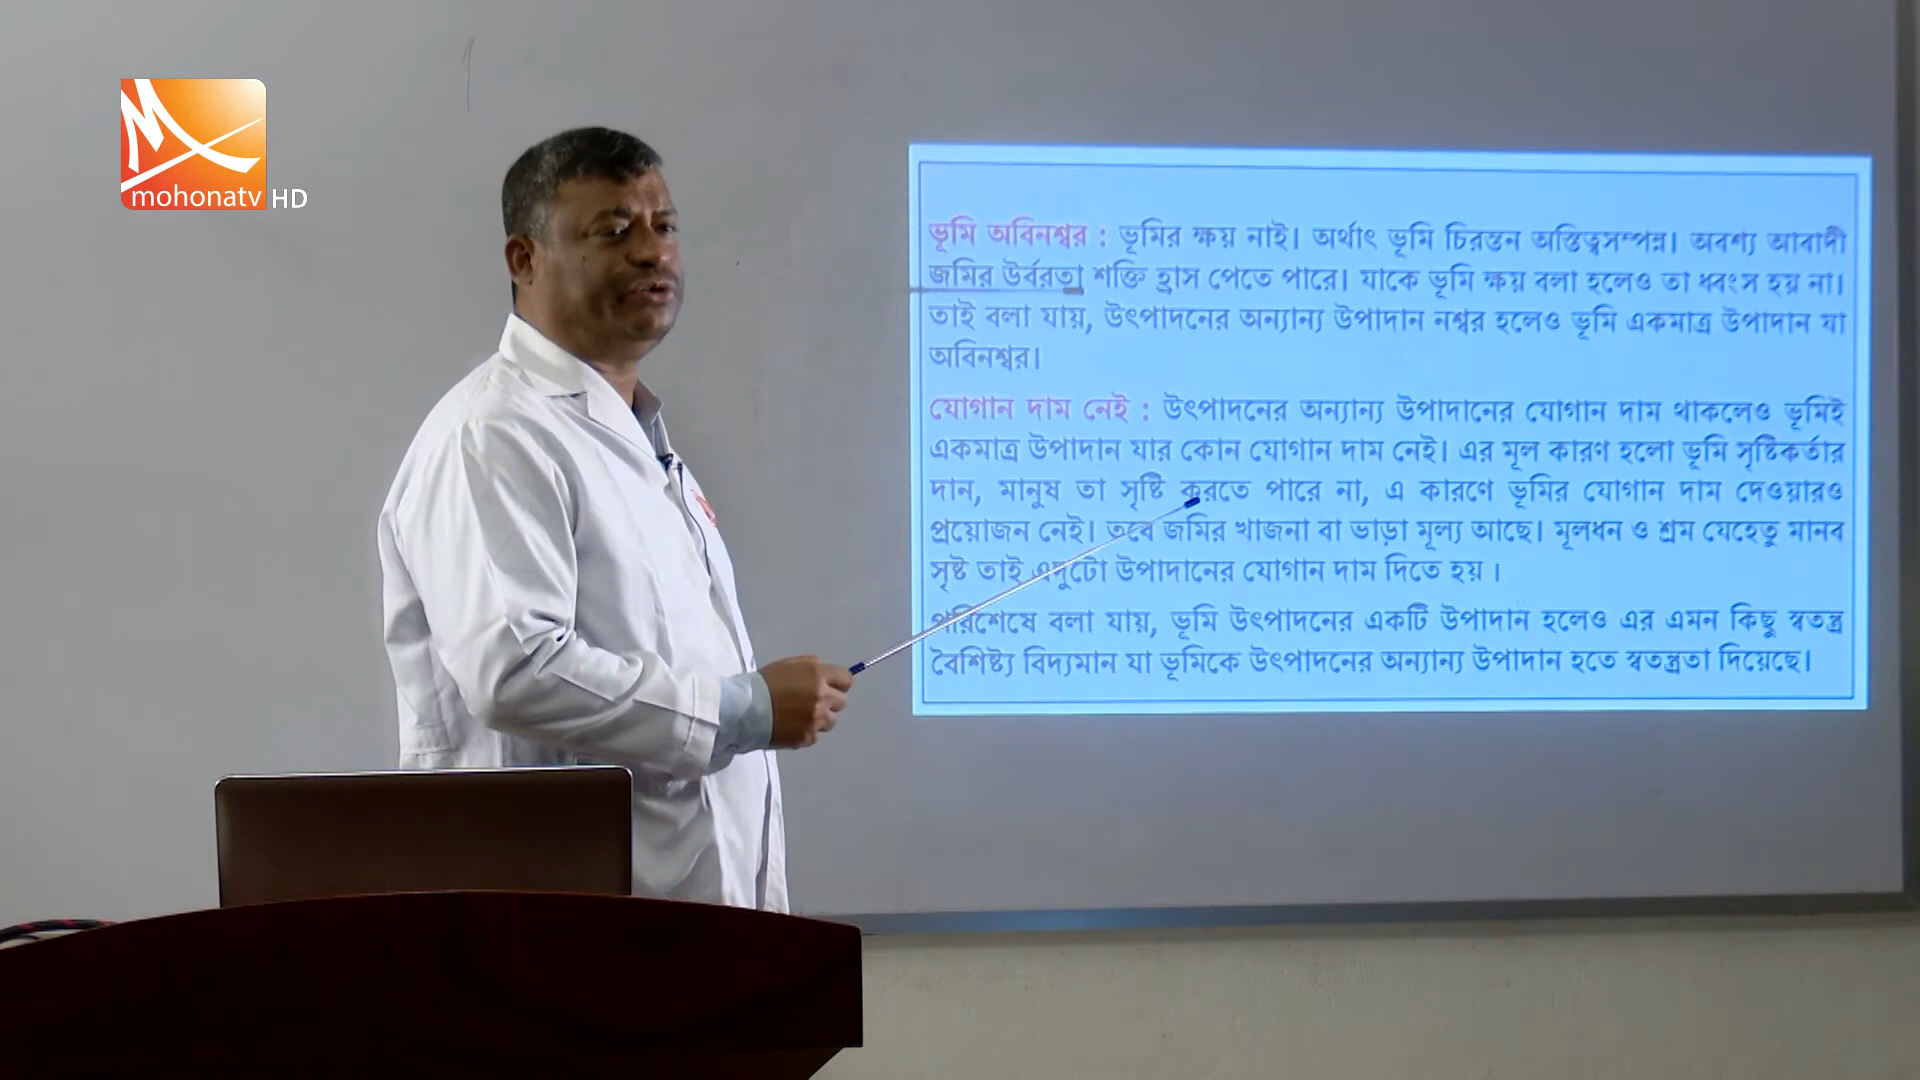 mohonatv HD
ভূমি অবিনশ্বর : ভূমির ক্ষয় নাই। অর্থাৎ ভূমি চিরন্তন অস্তিত্বসম্পন্ন। অবশ্য আবাদী
জমির উর্বরতা শক্তি হ্রাস পেতে পারে। যাকে ভূমি ক্ষয় বলা হলেও তা ধ্বংস হয় না।
তাই বলা যায়, উৎপাদনের অন্যান্য উপাদান নশ্বর হলেও ভূমি একমাত্র উপাদান যা
অবিনশ্বর।
যোগান দাম নেই : উৎপাদনের অন্যান্য উপাদানের যোগান দাম থাকলেও ভূমিই
একমাত্র উপাদান যার কোন যোগান দাম নেই। এর মূল কারণ হলো ভূমি সৃষ্টিকর্তার
দান, মানুষ তা সৃষ্টি করতে পারে না, এ কারণে ভূমির যোগান দাম দেওয়ারও
প্রয়োজন নেই। তবে জমির খাজনা বা ভাড়া মূল্য আছে। মূলধন ও শ্রম যেহেতু মানব
সৃষ্ট তাই এদুটো উপাদানের যোগান দাম দিতে হয় ।
পরিশেষে বলা যায়, ভূমি উৎপাদনের একটি উপাদান হলেও এর এমন কিছু স্বতন্ত্র
বৈশিষ্ট্য বিদ্যমান যা ভূমিকে উৎপাদনের অন্যান্য উপাদান হতে স্বতন্ত্রতা দিয়েছে।